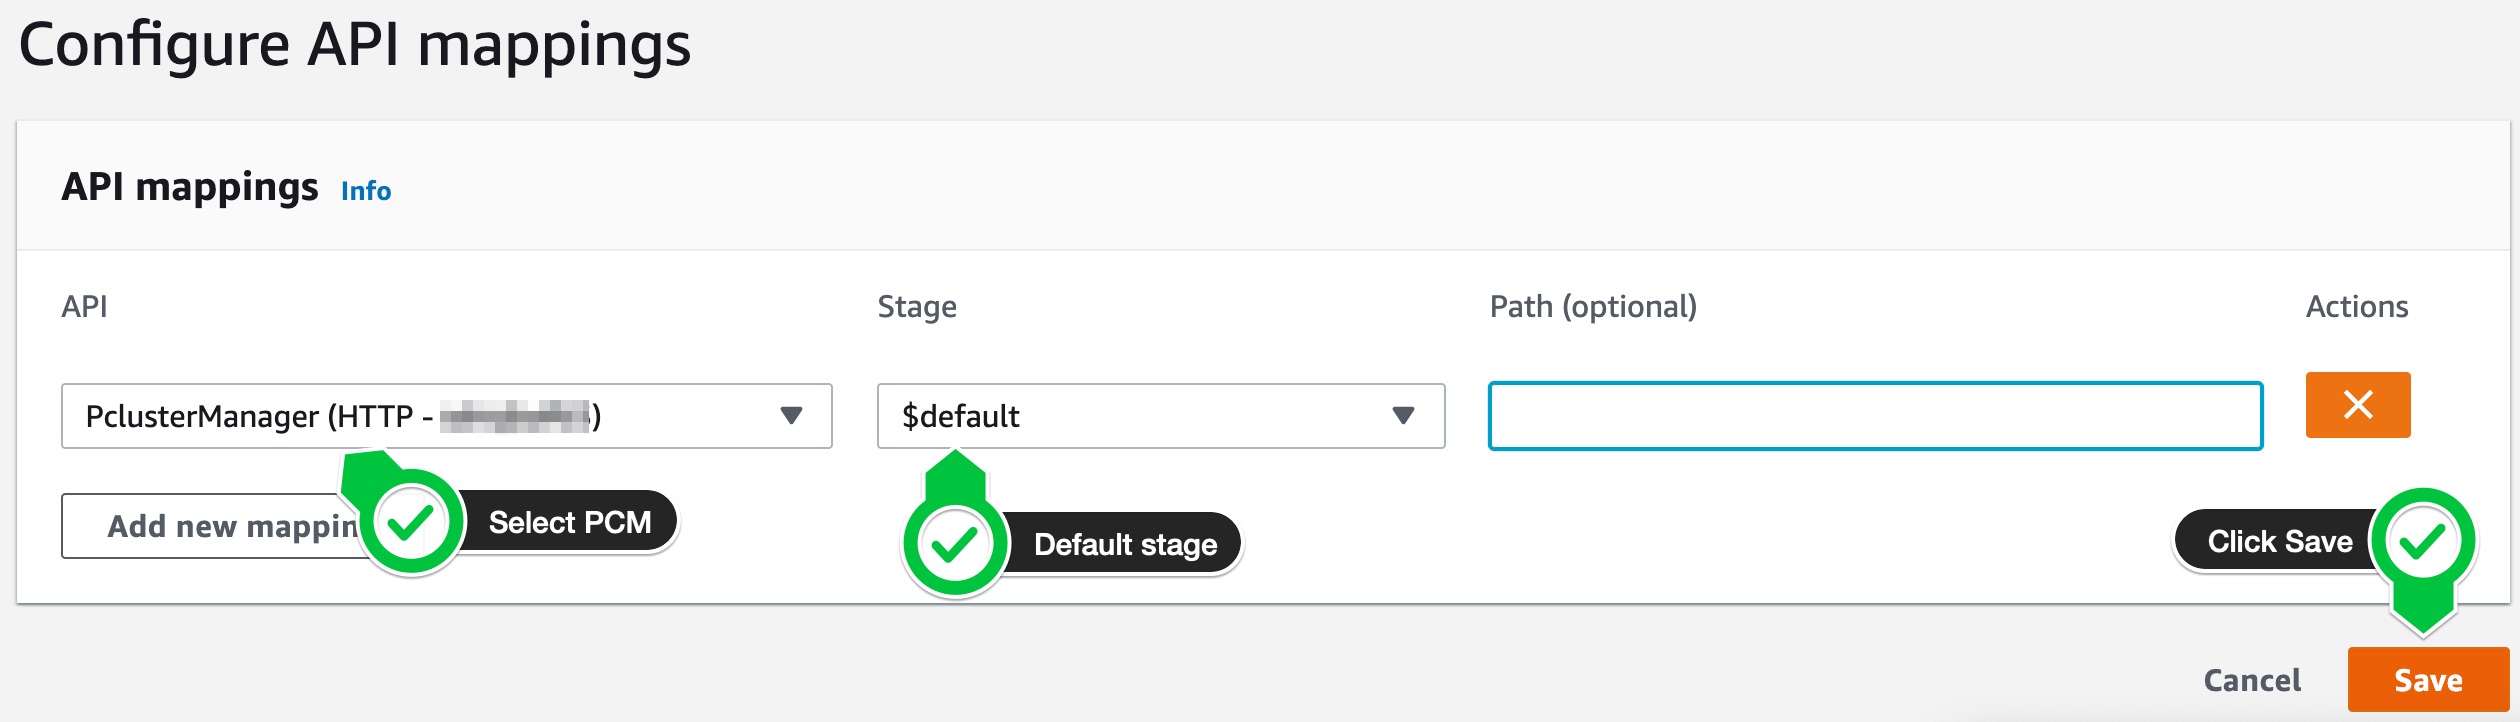 Configure API mappings
API mappings Info
API Stage Path (optional) Actions
PclusterManager (HTTP - ) $default
Add new mappin Select PCM Default stage Click Save
Cancel Save